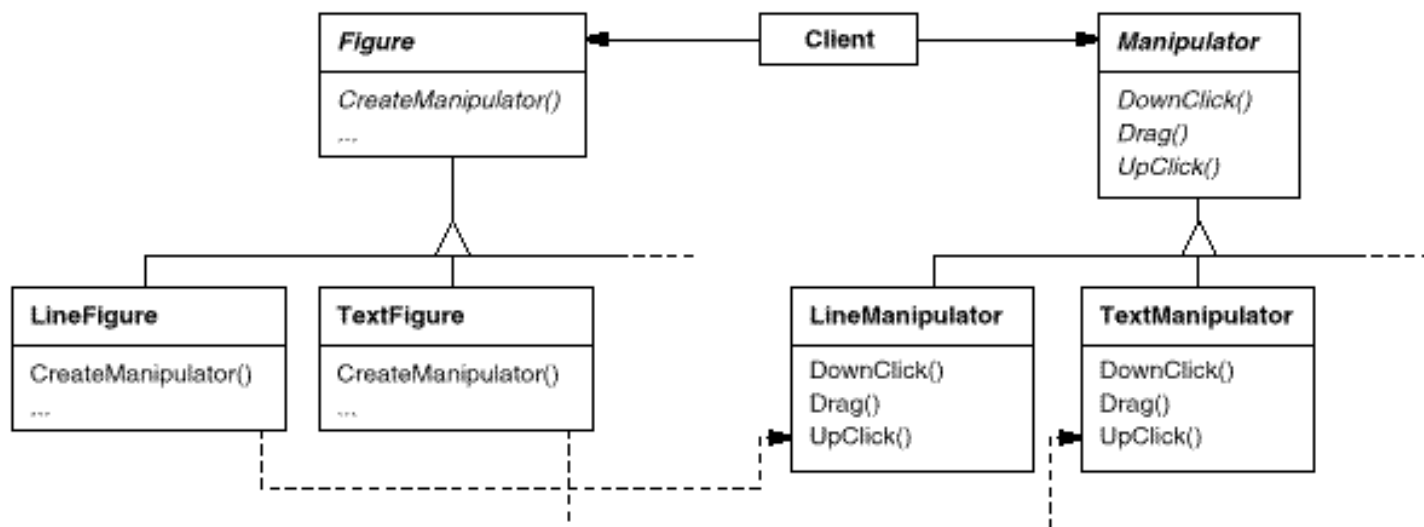 Figure
CreateManipulator()
...
Client
Manipulator
DownClick()
Drag()
UpClick()
LineFigure
CreateManipulator()
...
TextFigure
CreateManipulator()
...
LineManipulator
DownClick()
Drag()
UpClick()
TextManipulator
DownClick()
Drag()
UpClick()